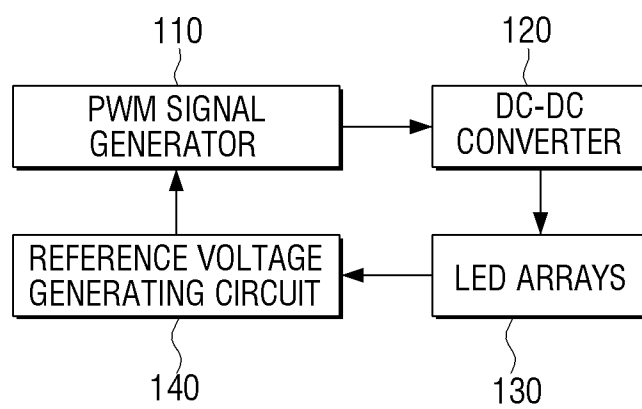 110
120
PWM SIGNAL
GENERATOR
DC-DC
CONVERTER
REFERENCE VOLTAGE
GENERATING CIRCUIT
LED ARRAYS
140
130